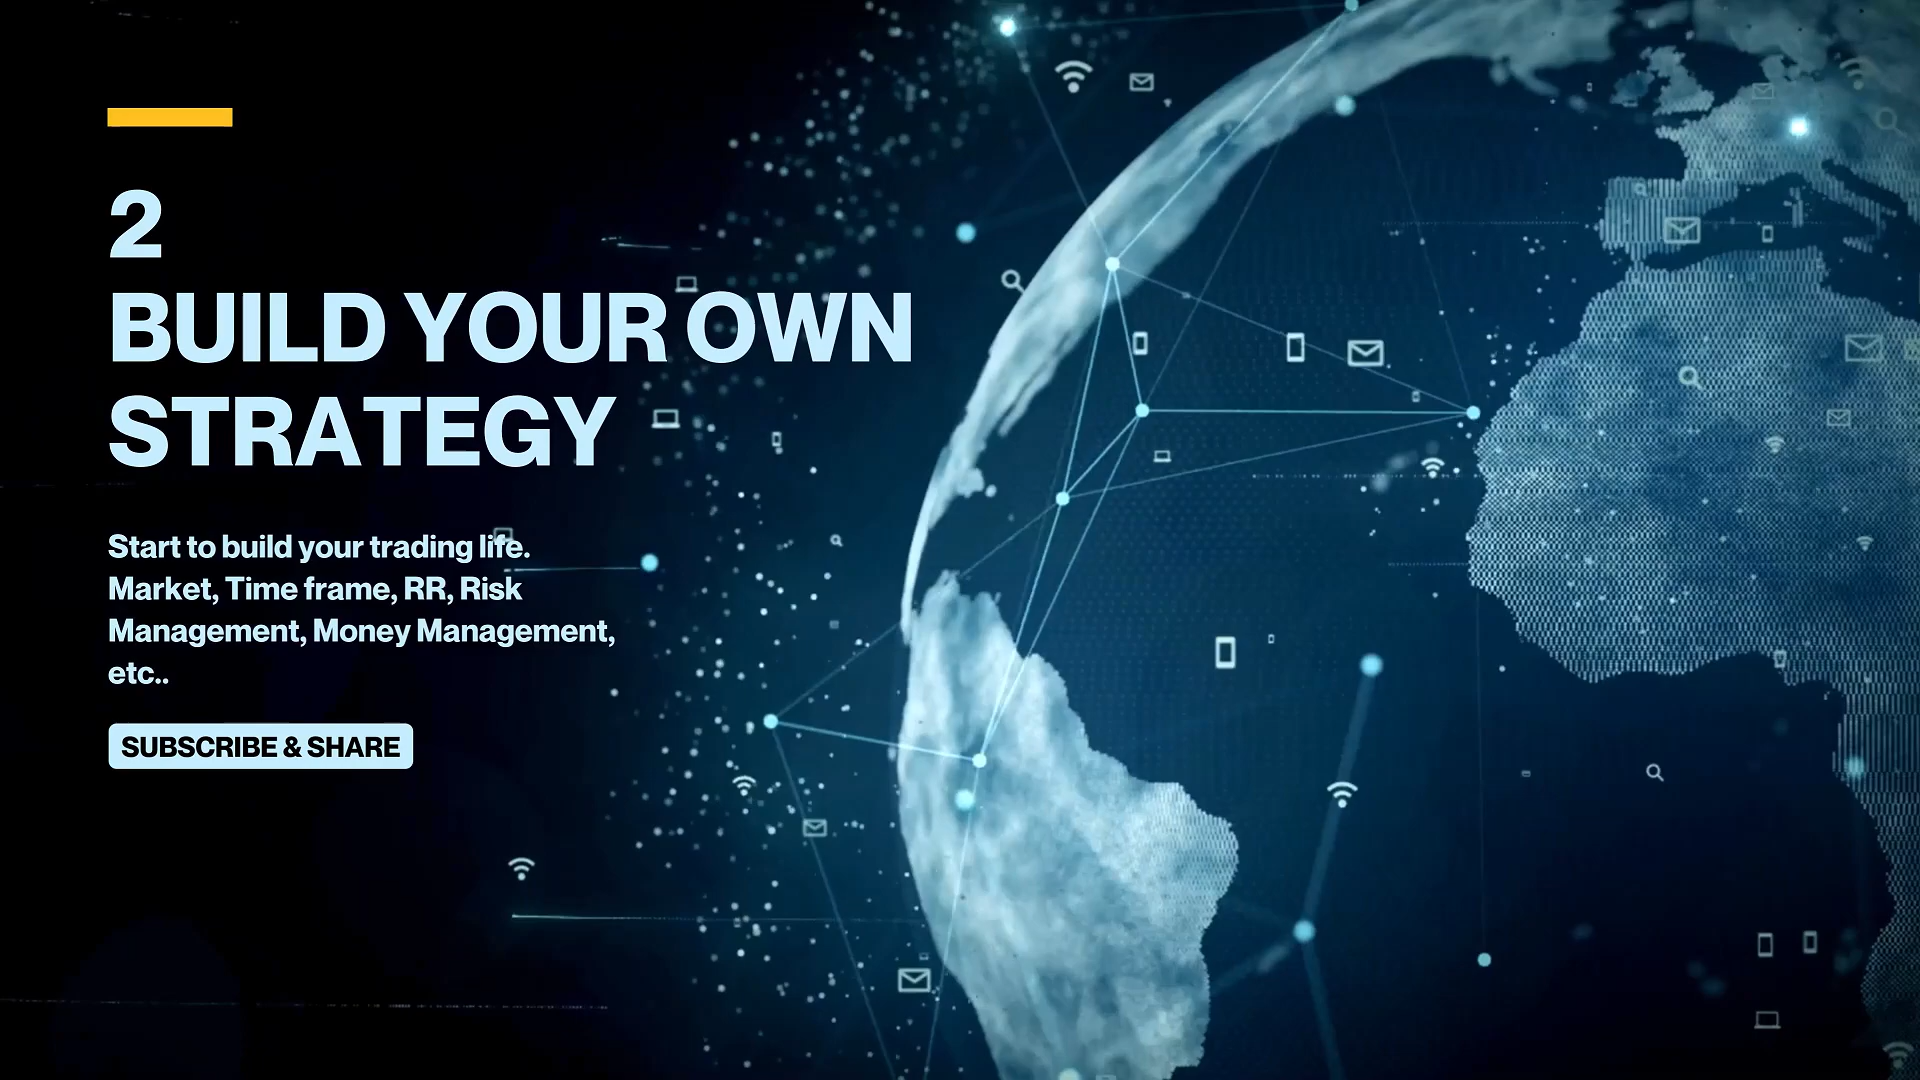 2
BUILD YOUR OWN
STRATEGY
Start to build your trading life.
Market, Time frame, RR, Risk
Management, Money Management,
etc..
SUBSCRIBE & SHARE